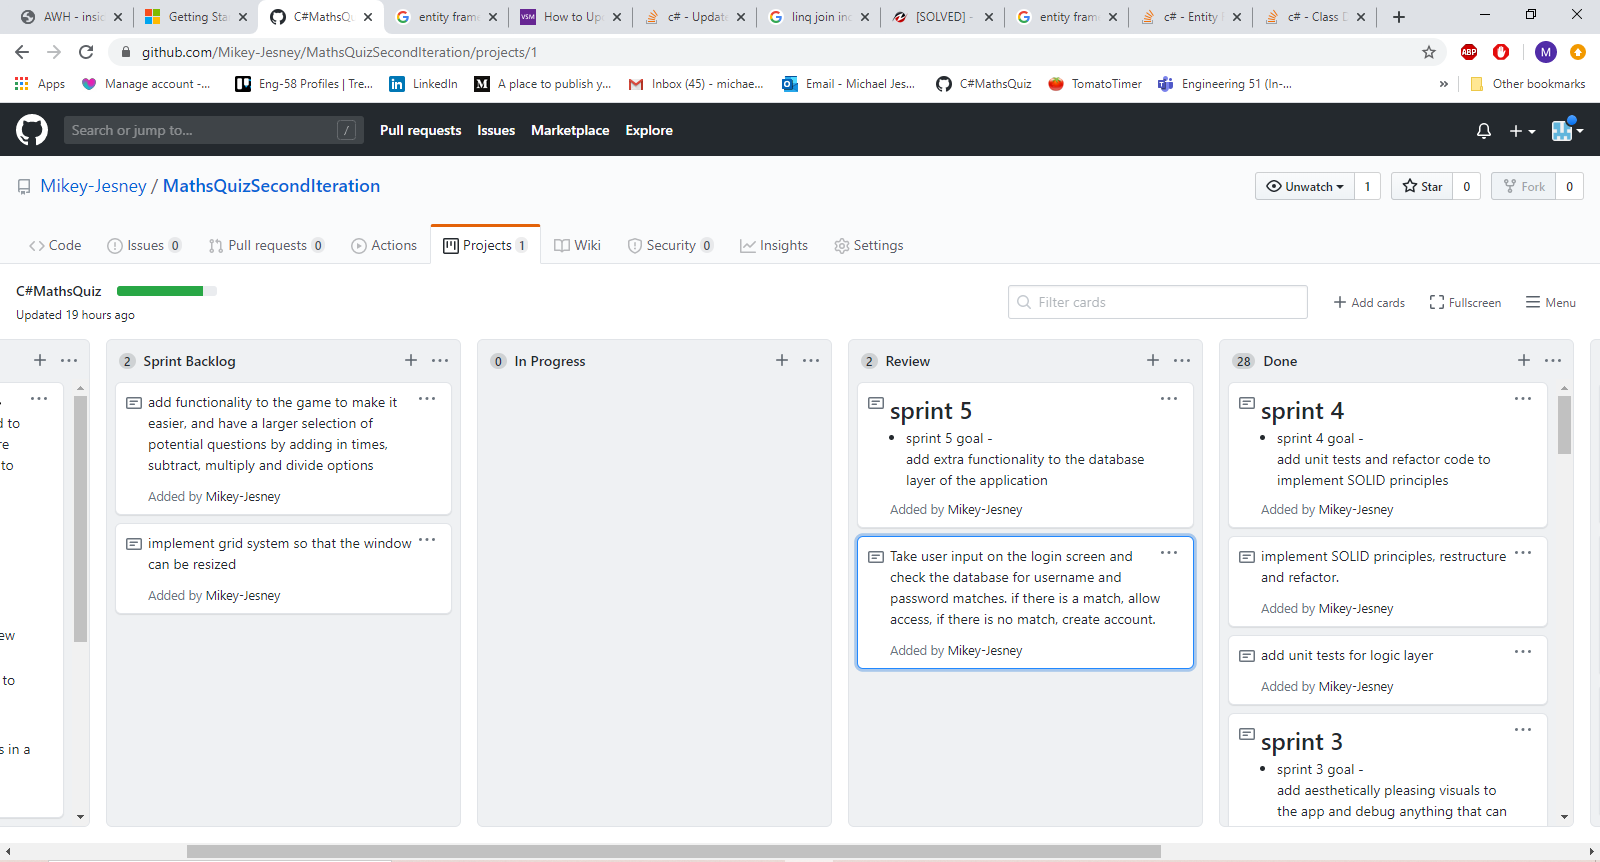 AWH - insid
Getting Star
C#MathsQu
entity frame
How to Upd
c# - Update
linq join inc
[SOLVED] -
entity frame
c# - Entity F
c# - Class D
github.com/Mikey-Jesney/MathsQuizSecondIteration/projects/1
ABP
M
Apps
Manage account -...
Eng-58 Profiles | Tre...
LinkedIn
A place to publish y...
Inbox (45) - michae...
Email - Michael Jes...
C#MathsQuiz
TomatoTimer
Engineering 51 (In-...
Other bookmarks
Search or jump to... /
Pull requests
Issues
Marketplace
Explore
Mikey-Jesney / MathsQuizSecondIteration
Unwatch 1
Star 0
Fork 0
Code
Issues 0
Pull requests 0
Actions
Projects 1
Wiki
Security 0
Insights
Settings
C#MathsQuiz
Updated 19 hours ago
Filter cards
Add cards
Fullscreen
Menu
d to
re
to
ew
to
s in a
2 Sprint Backlog
add functionality to the game to make it
easier, and have a larger selection of
potential questions by adding in times,
subtract, multiply and divide options
Added by Mikey-Jesney
implement grid system so that the window
can be resized
Added by Mikey-Jesney
0 In Progress
2 Review
sprint 5
sprint 5 goal -
add extra functionality to the database
layer of the application
Added by Mikey-Jesney
Take user input on the login screen and
check the database for username and
password matches. if there is a match, allow
access, if there is no match, create account.
Added by Mikey-Jesney
28 Done
sprint 4
sprint 4 goal -
add unit tests and refactor code to
implement SOLID principles
Added by Mikey-Jesney
implement SOLID principles, restructure
and refactor.
Added by Mikey-Jesney
add unit tests for logic layer
Added by Mikey-Jesney
sprint 3
sprint 3 goal -
add aesthetically pleasing visuals to
the app and debug anything that can